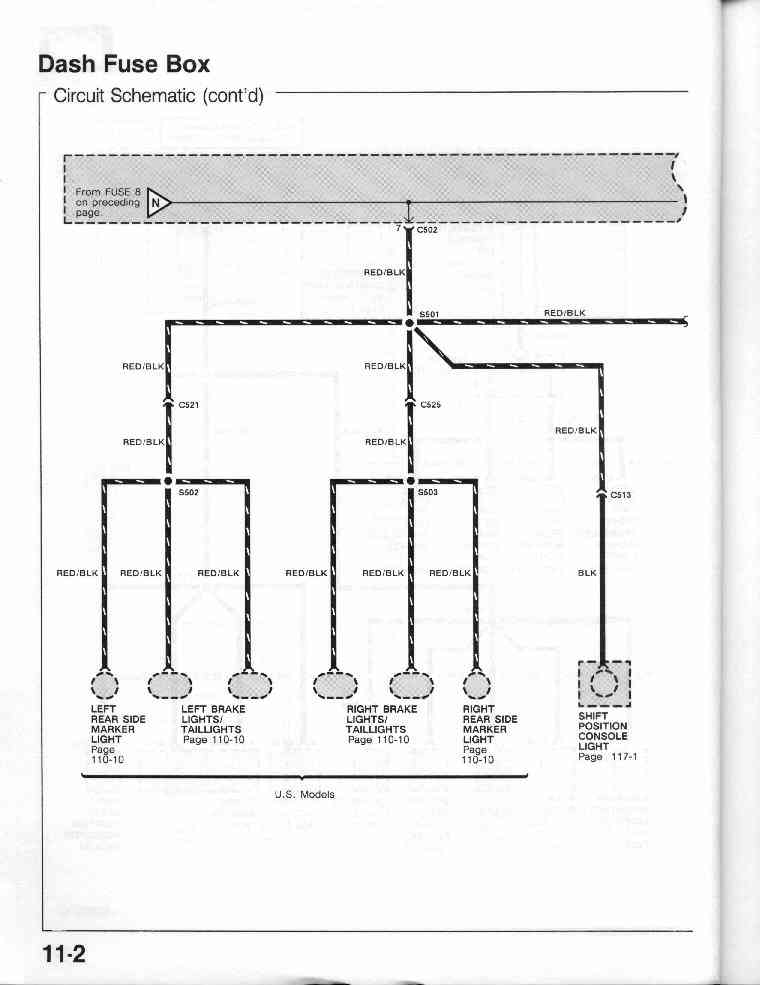 Dash Fuse Box
Circuit Schematic (cont'd)
From FUSE 8
on preceding
page.
N
7
C502
RED/BLK
S501
RED/BLK
RED/BLK
RED/BLK
C521
C525
RED/BLK
RED/BLK
RED/BLK
S502
S503
C513
RED/BLK
RED/BLK
RED/BLK
RED/BLK
RED/BLK
RED/BLK
BLK
LEFT
REAR SIDE
MARKER
LIGHT
Page
110-10
LEFT BRAKE
LIGHTS/
TAILLIGHTS
Page 110-10
RIGHT BRAKE
LIGHTS/
TAILLIGHTS
Page 110-10
RIGHT
REAR SIDE
MARKER
LIGHT
Page
110-10
SHIFT
POSITION
CONSOLE
LIGHT
Page 117-1
U.S. Models
11-2